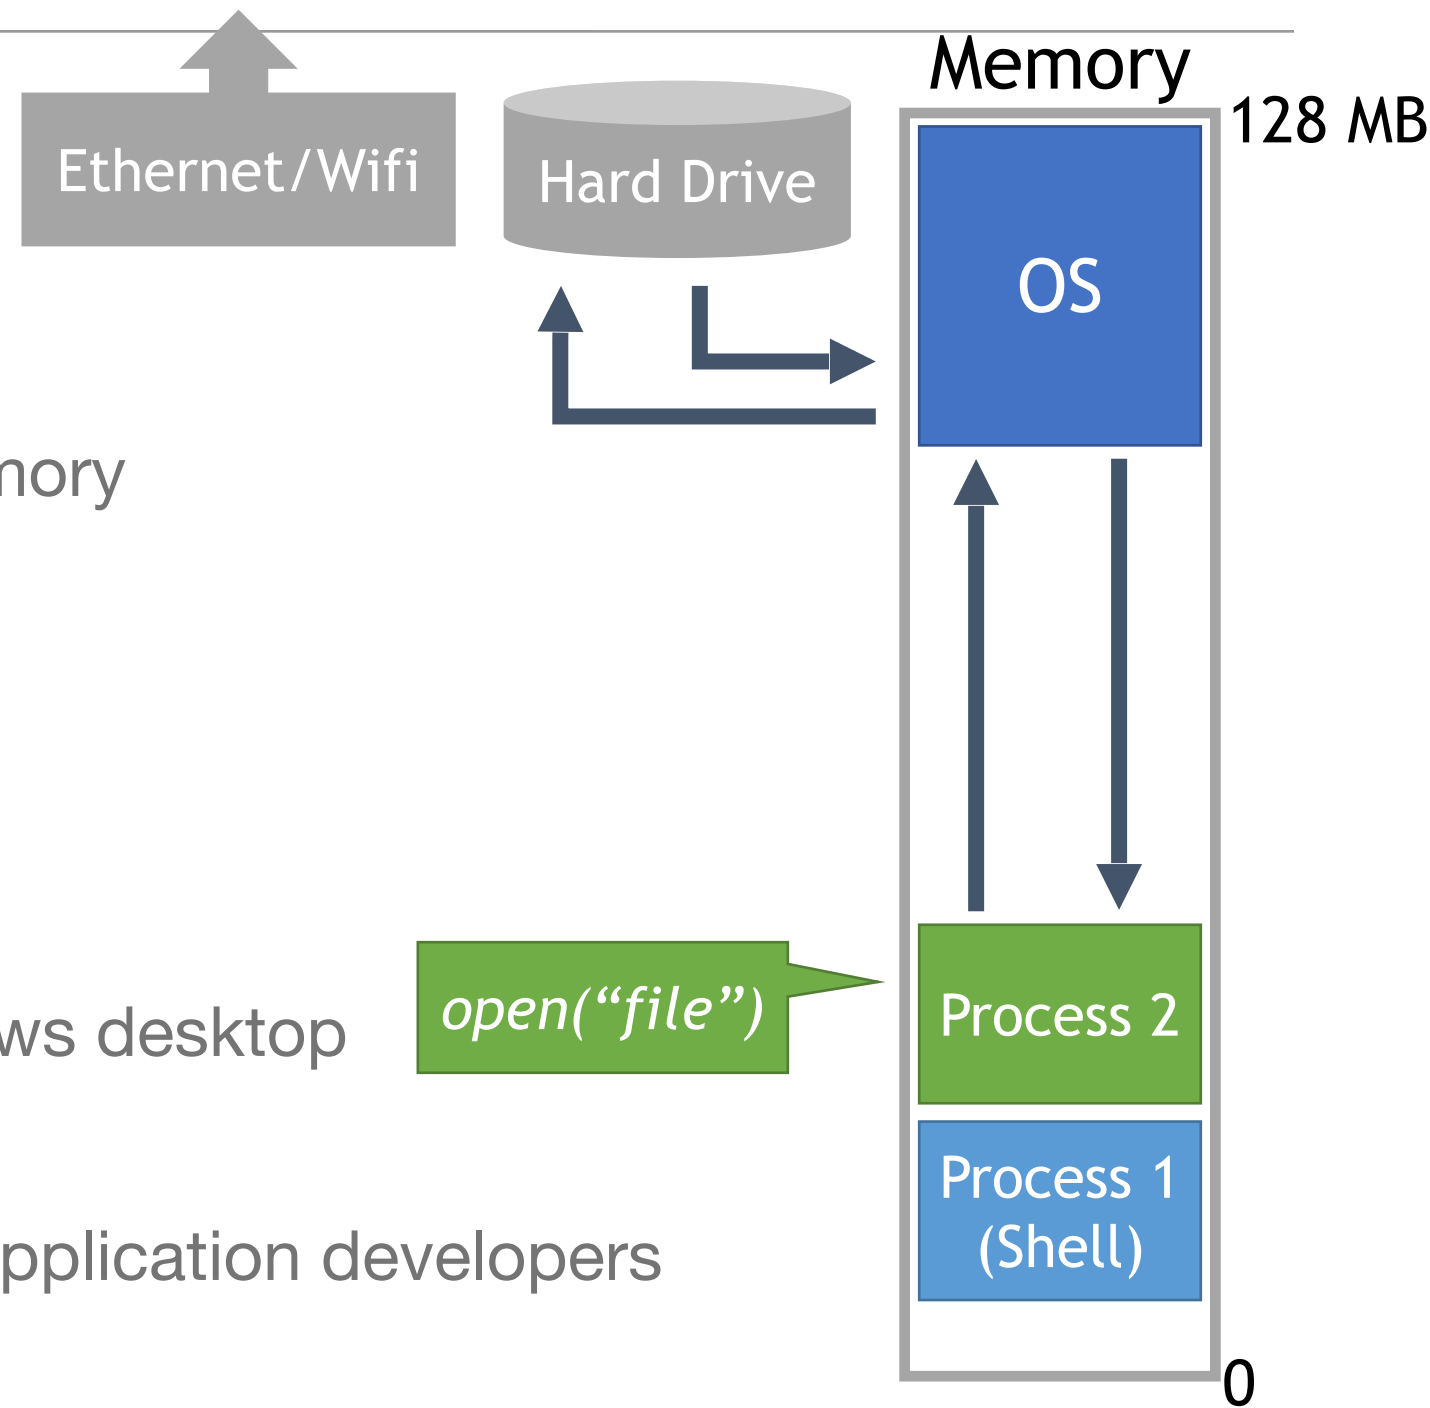 Memory
128 MB
Ethernet/Wifi
Hard Drive
OS
mory
ws desktop
open(“file”)
Process 2
Process 1
(Shell)
pplication developers
0